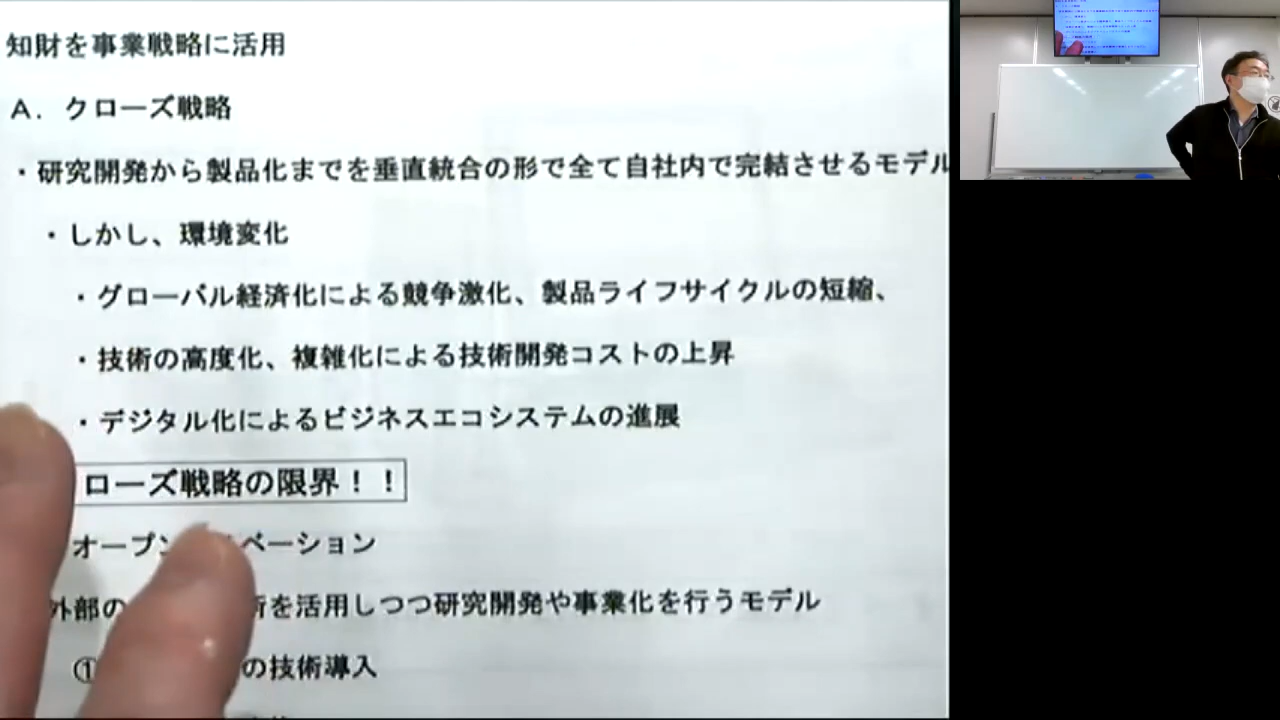 知財を事業戦略に活用
A. クローズ戦略
・研究開発から製品化までを垂直統合の形で全て自社内で完結させるモデル
・しかし、環境変化
・グローバル経済化による競争激化、製品ライフサイクルの短縮、
・技術の高度化、複雑化による技術開発コストの上昇
・デジタル化によるビジネスエコシステムの進展
ローズ戦略の限界！！
オープン ベーション
外部の を活用しつつ研究開発や事業化を行うモデル
① の技術導入